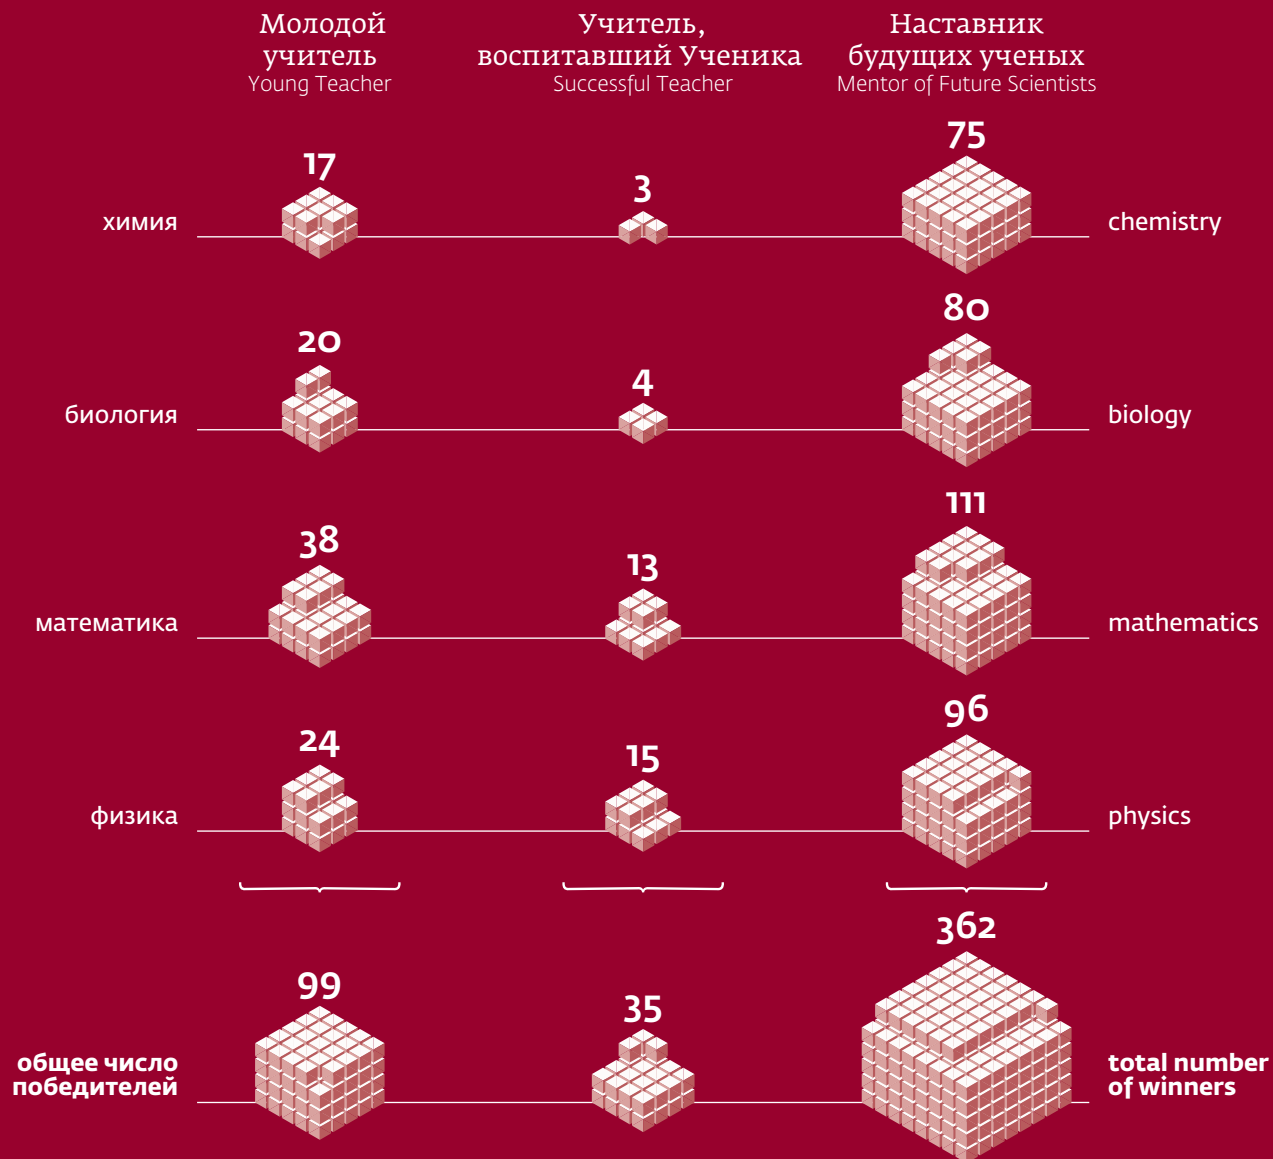 Молодой
учитель
Young Teacher
Учитель,
воспитавший Ученика
Successful Teacher
Наставник
будущих ученых
Mentor of Future Scientists
17
3
75
химия
chemistry
20
4
80
биология
biology
38
13
111
математика
mathematics
24
15
96
физика
physics
99
35
362
общее число
победителей
total number
of winners